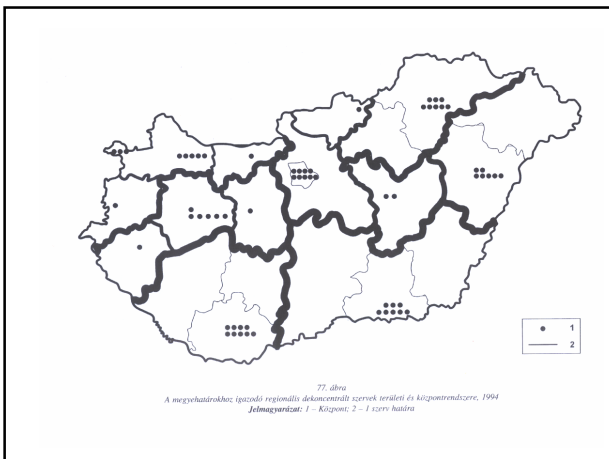 1
2
77. ábra
A megyehatárokhoz igazodó regionális dekoncentrált szervek területi és központrendszere, 1994
Jelmagyarázat: 1 – Központ; 2 – 1 szerv határa